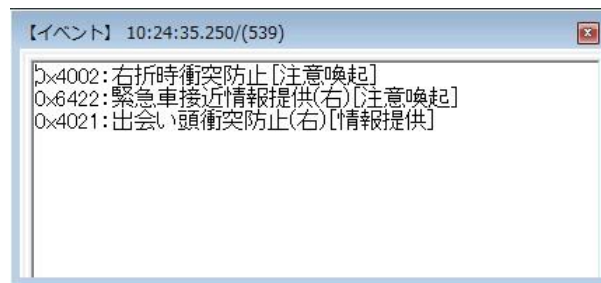 【イベント】 10:24:35.250/(539)
0x4002:右折時衝突防止[注意喚起]
0x6422:緊急車接近情報提供(右)[注意喚起]
0x4021:出会い頭衝突防止(右)[情報提供]